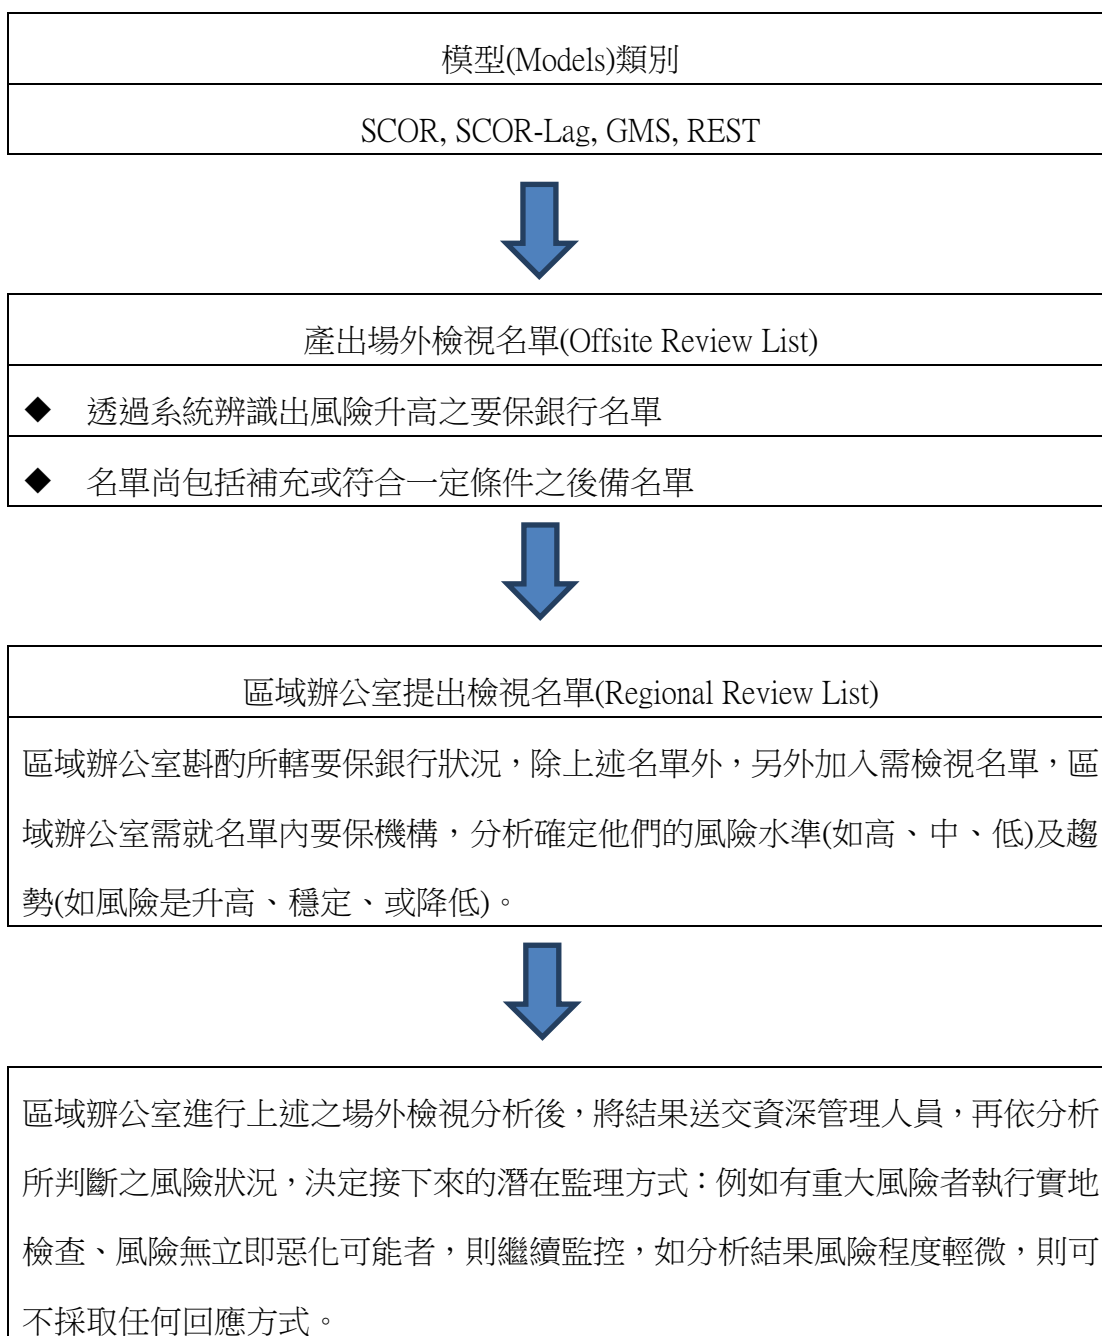 模型(Models)類別
SCOR, SCOR-Lag, GMS, REST
產出場外檢視名單(Offsite Review List)
◆ 透過系統辨識出風險升高之要保銀行名單
◆ 名單尚包括補充或符合一定條件之後備名單
區域辦公室提出檢視名單(Regional Review List)
區域辦公室斟酌所轄要保銀行狀況，除上述名單外，另外加入需檢視名單，區
域辦公室需就名單內要保機構，分析確定他們的風險水準(如高、中、低)及趨
勢(如風險是升高、穩定、或降低)。
區域辦公室進行上述之場外檢視分析後，將結果送交資深管理人員，再依分析
所判斷之風險狀況，決定接下來的潛在監理方式：例如有重大風險者執行實地
檢查、風險無立即惡化可能者，則繼續監控，如分析結果風險程度輕微，則可
不採取任何回應方式。